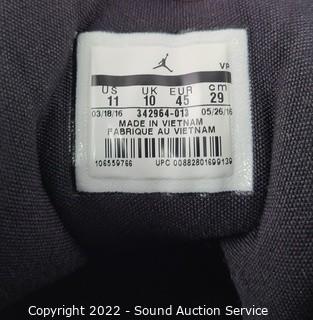 VP
US UK EUR cm
11 10 45 29
03/18/16 342964-013 05/26/16
MADE IN VIETNAM
FABRIQUE AU VIETNAM
106559766 UPC 00882801699139
Copyright 2022 - Sound Auction Service